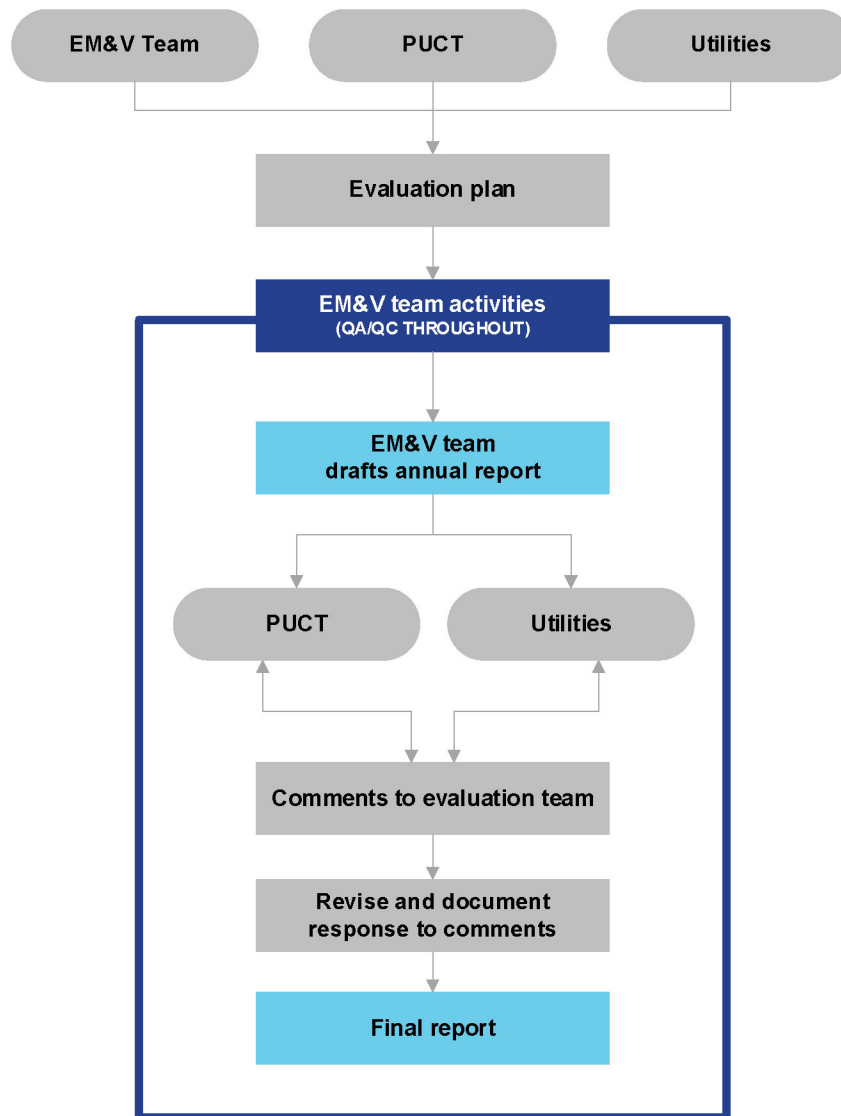 EM&V Team
PUCT
Utilities
Evaluation plan
EM&V team activities
(QA/QC THROUGHOUT)
EM&V team
drafts annual report
PUCT
Utilities
Comments to evaluation team
Revise and document
response to comments
Final report